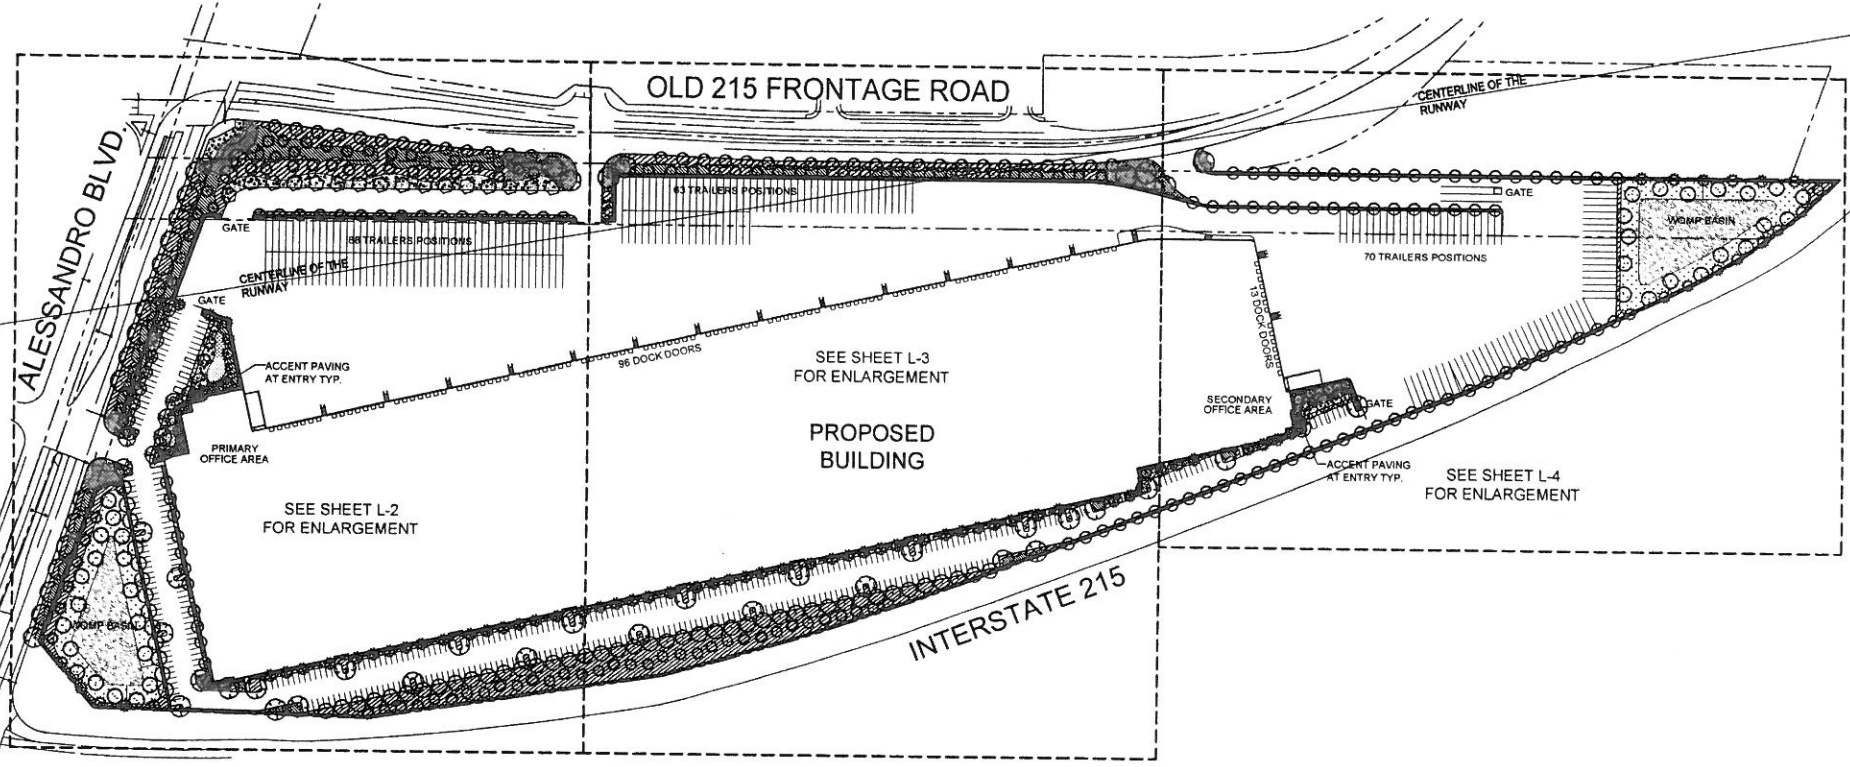 OLD 215 FRONTAGE ROAD
CENTERLINE OF THE
RUNWAY
ALESSANDRO BLVD.
63 TRAILERS POSITIONS
GATE
WQMP BASIN
GATE
88 TRAILERS POSITIONS
70 TRAILERS POSITIONS
CENTERLINE OF THE
RUNWAY
GATE
13 DOCK DOORS
96 DOCK DOORS
SEE SHEET L-3
FOR ENLARGEMENT
ACCENT PAVING
AT ENTRY TYP.
SECONDARY
OFFICE AREA
GATE
PROPOSED
BUILDING
PRIMARY
OFFICE AREA
ACCENT PAVING
AT ENTRY TYP.
SEE SHEET L-4
FOR ENLARGEMENT
SEE SHEET L-2
FOR ENLARGEMENT
WQMP BASIN
INTERSTATE 215